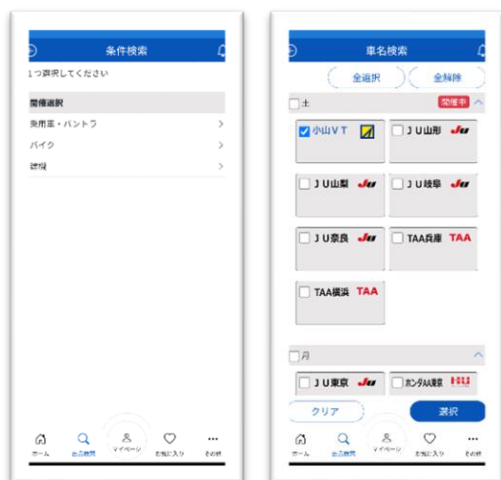 条件検索
1つ選択してください
開催選択
乗用車・バントラ
バイク
建機
ホーム
出品検索
マイページ
お気に入り
その他
車名検索
全選択 全解除
土 開催中
小山VT JU山形 Ju
JU山梨 Ju JU岐阜 Ju
JU奈良 Ju TAA兵庫 TAA
TAA横浜 TAA
月
JU東京 Ju ホンダAA東京
クリア 選択
ホーム
出品検索
マイページ
お気に入り
その他